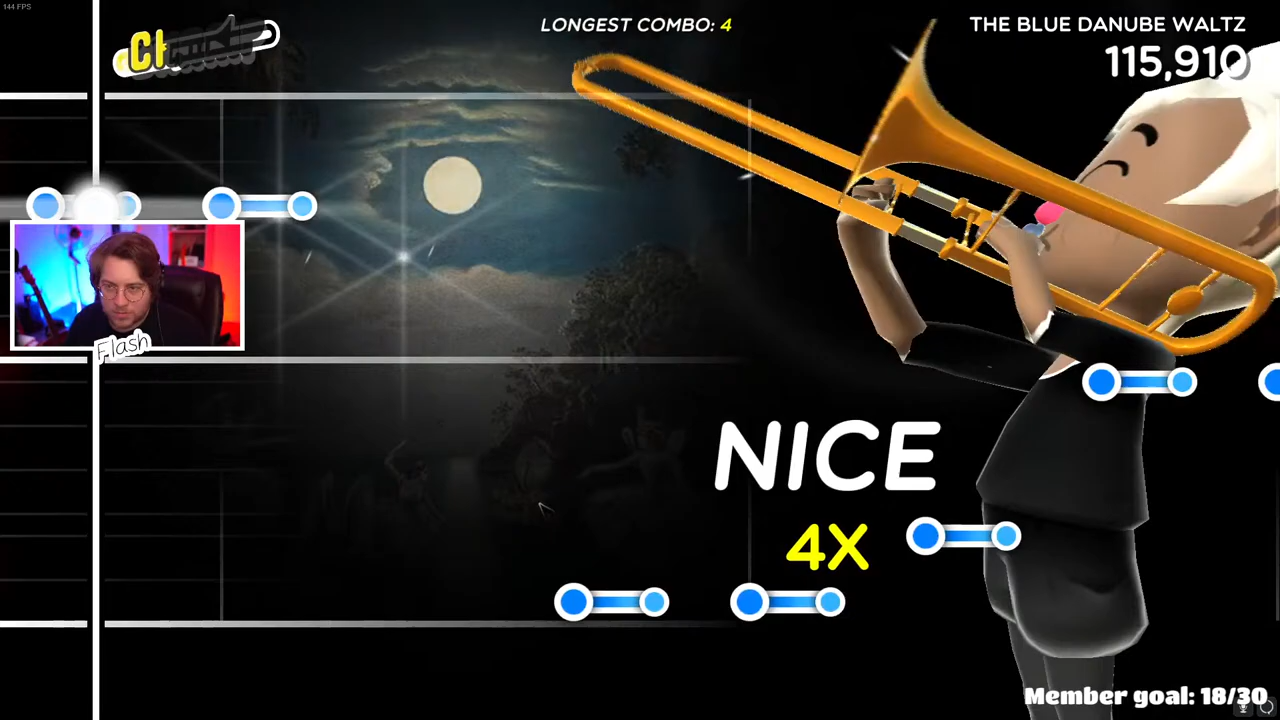 144 FPS
LONGEST COMBO: 4
THE BLUE DANUBE WALTZ
115,910
Flash
NICE
4X
Member goal: 18/30